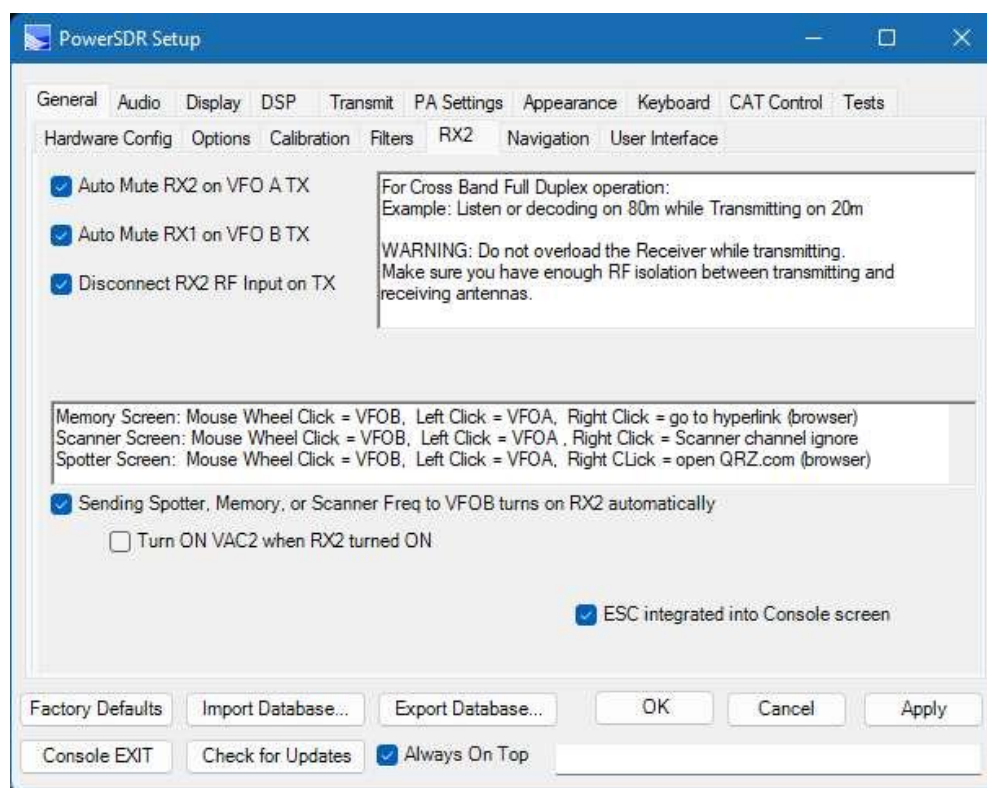 PowerSDR Setup
General Audio Display DSP Transmit PA Settings Appearance Keyboard CAT Control Tests
Hardware Config Options Calibration Filters RX2 Navigation User Interface
Auto Mute RX2 on VFO A TX
Auto Mute RX1 on VFO B TX
Disconnect RX2 RF Input on TX
For Cross Band Full Duplex operation:
Example: Listen or decoding on 80m while Transmitting on 20m
WARNING: Do not overload the Receiver while transmitting.
Make sure you have enough RF isolation between transmitting and
receiving antennas.
Memory Screen: Mouse Wheel Click = VFOB, Left Click = VFOA, Right Click = go to hyperlink (browser)
Scanner Screen: Mouse Wheel Click = VFOB, Left Click = VFOA , Right Click = Scanner channel ignore
Spotter Screen: Mouse Wheel Click = VFOB, Left Click = VFOA, Right CLick = open QRZ.com (browser)
Sending Spotter, Memory, or Scanner Freq to VFOB turns on RX2 automatically
Turn ON VAC2 when RX2 turned ON
ESC integrated into Console screen
Factory Defaults Import Database... Export Database... OK Cancel Apply
Console EXIT Check for Updates Always On Top